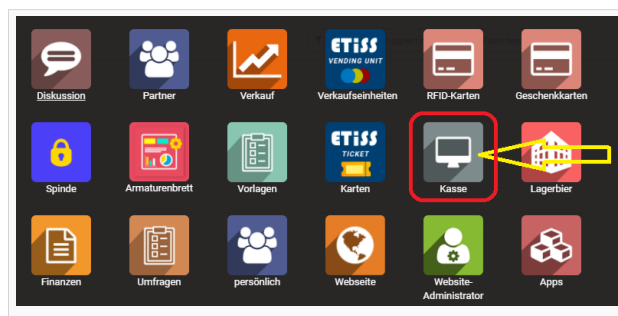 ETISS
VENDING UNIT
Diskussion Partner Verkauf Verkaufseinheiten RFID-Karten Geschenkkarten
ETISS
TICKET
Spinde Armaturenbrett Vorlagen Karten Kasse Lagerbier
Finanzen Umfragen persönlich Webseite Website-
Administrator Apps